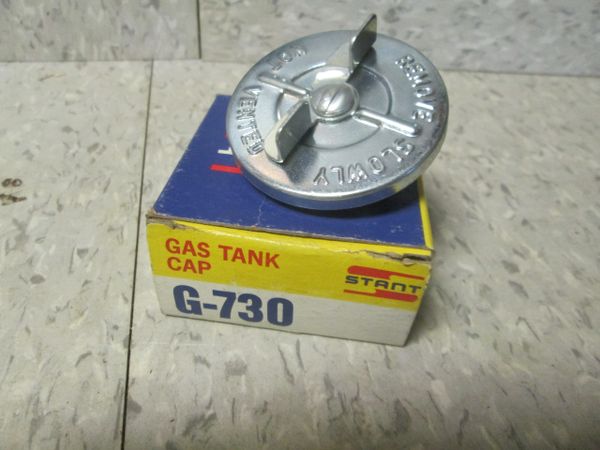 REMOVE SLOWLY
NOT VENTED
GAS TANK
CAP
STANT
G-730